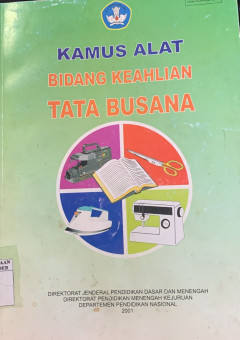 KAMUS ALAT
BIDANG KEAHLIAN
TATA BUSANA
DIREKTORAT JENDERAL PENDIDIKAN DASAR DAN MENENGAH
DIREKTORAT PENDIDIKAN MENENGAH KEJURUAN
DEPARTEMEN PENDIDIKAN NASIONAL
2001